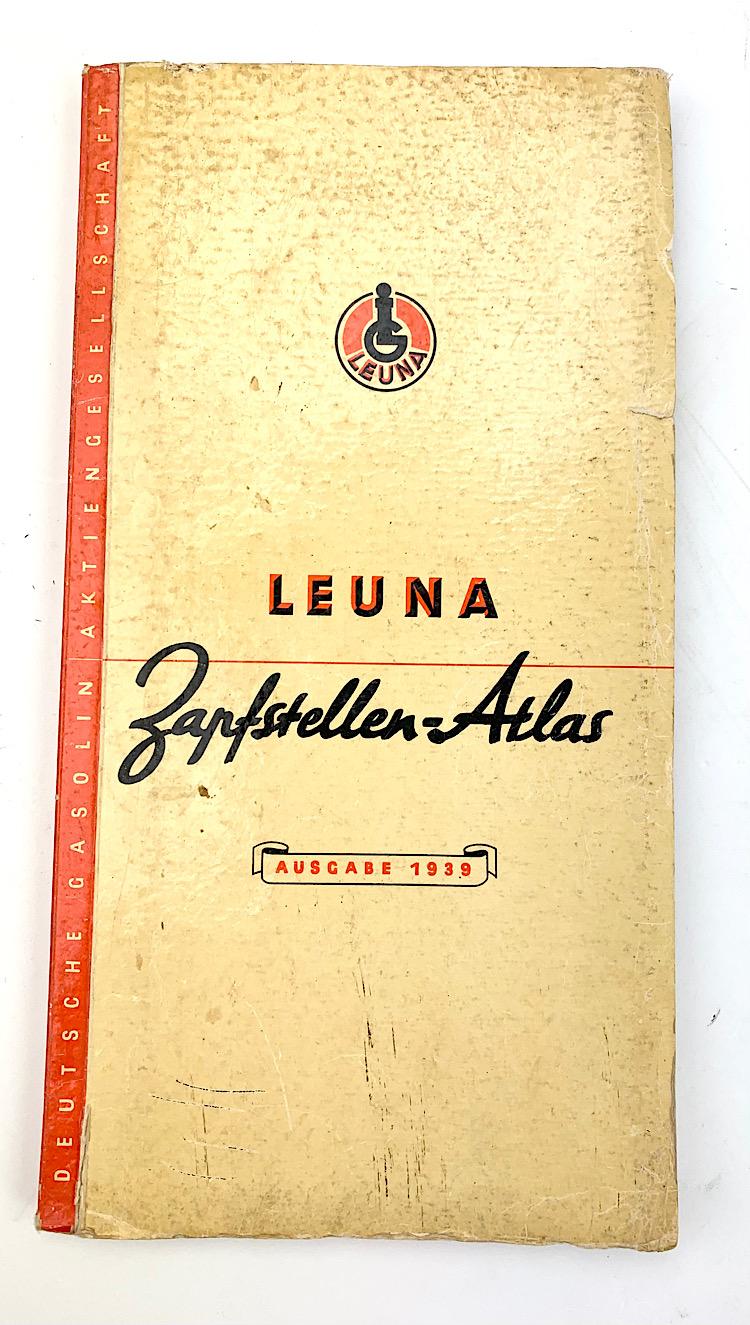 G
LEUNA
LEUNA
Zapfstellen-Atlas
AUSGABE 1939
DEUTSCHE GASOLIN AKTIENGESELLSCHAFT